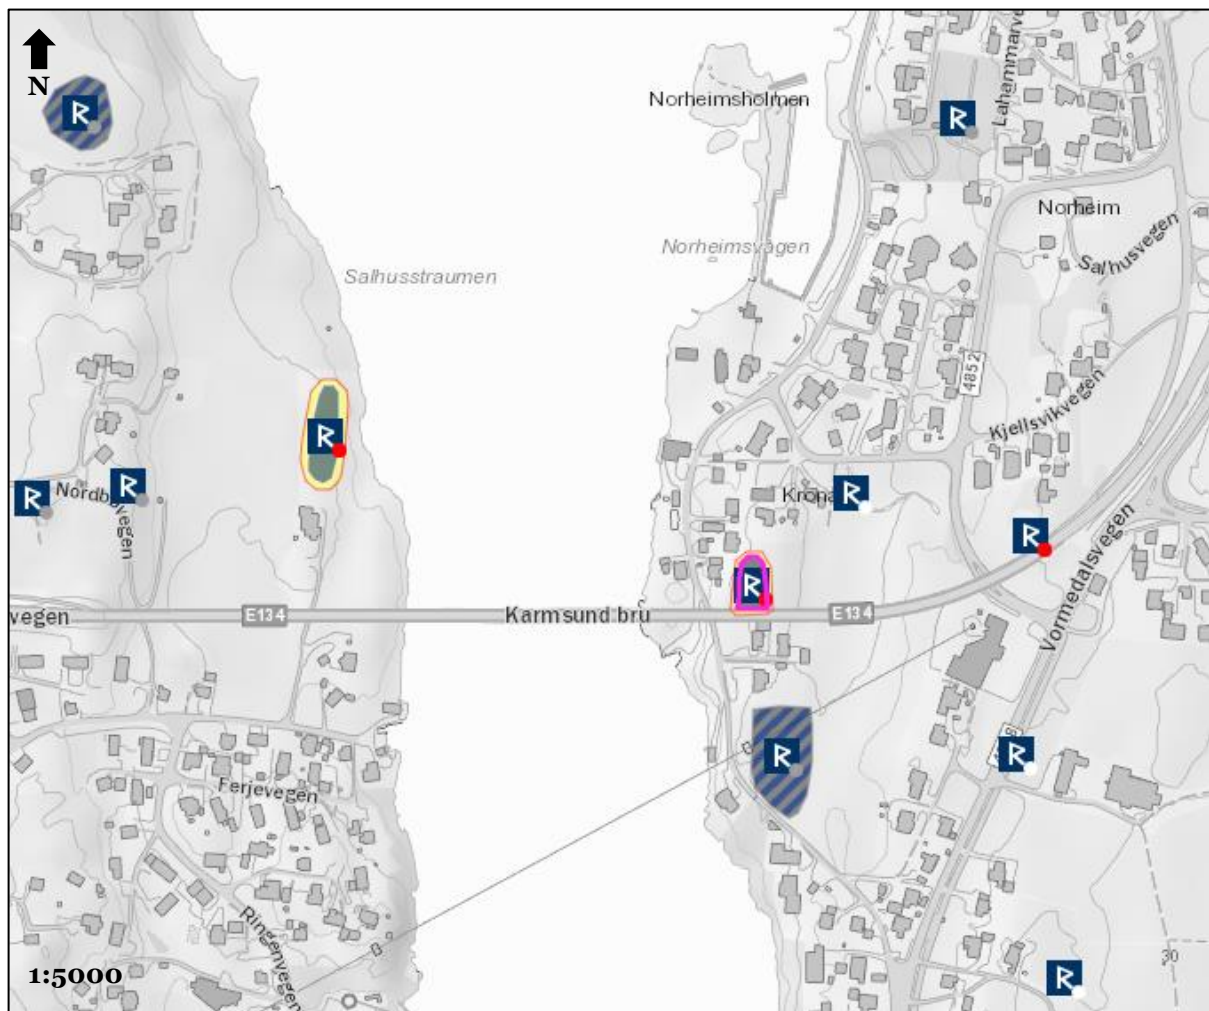 N
Norheimsholmen
Lahammarve
Norheim
Salhusvegen
Norheimsvågen
Salhusstraumen
4852
Kjellsvikvegen
Krona
vegen
E134
Karmsund bru
E134
Vormedalsvegen
Ferjevegen
Ringenvegen
30
1:5000